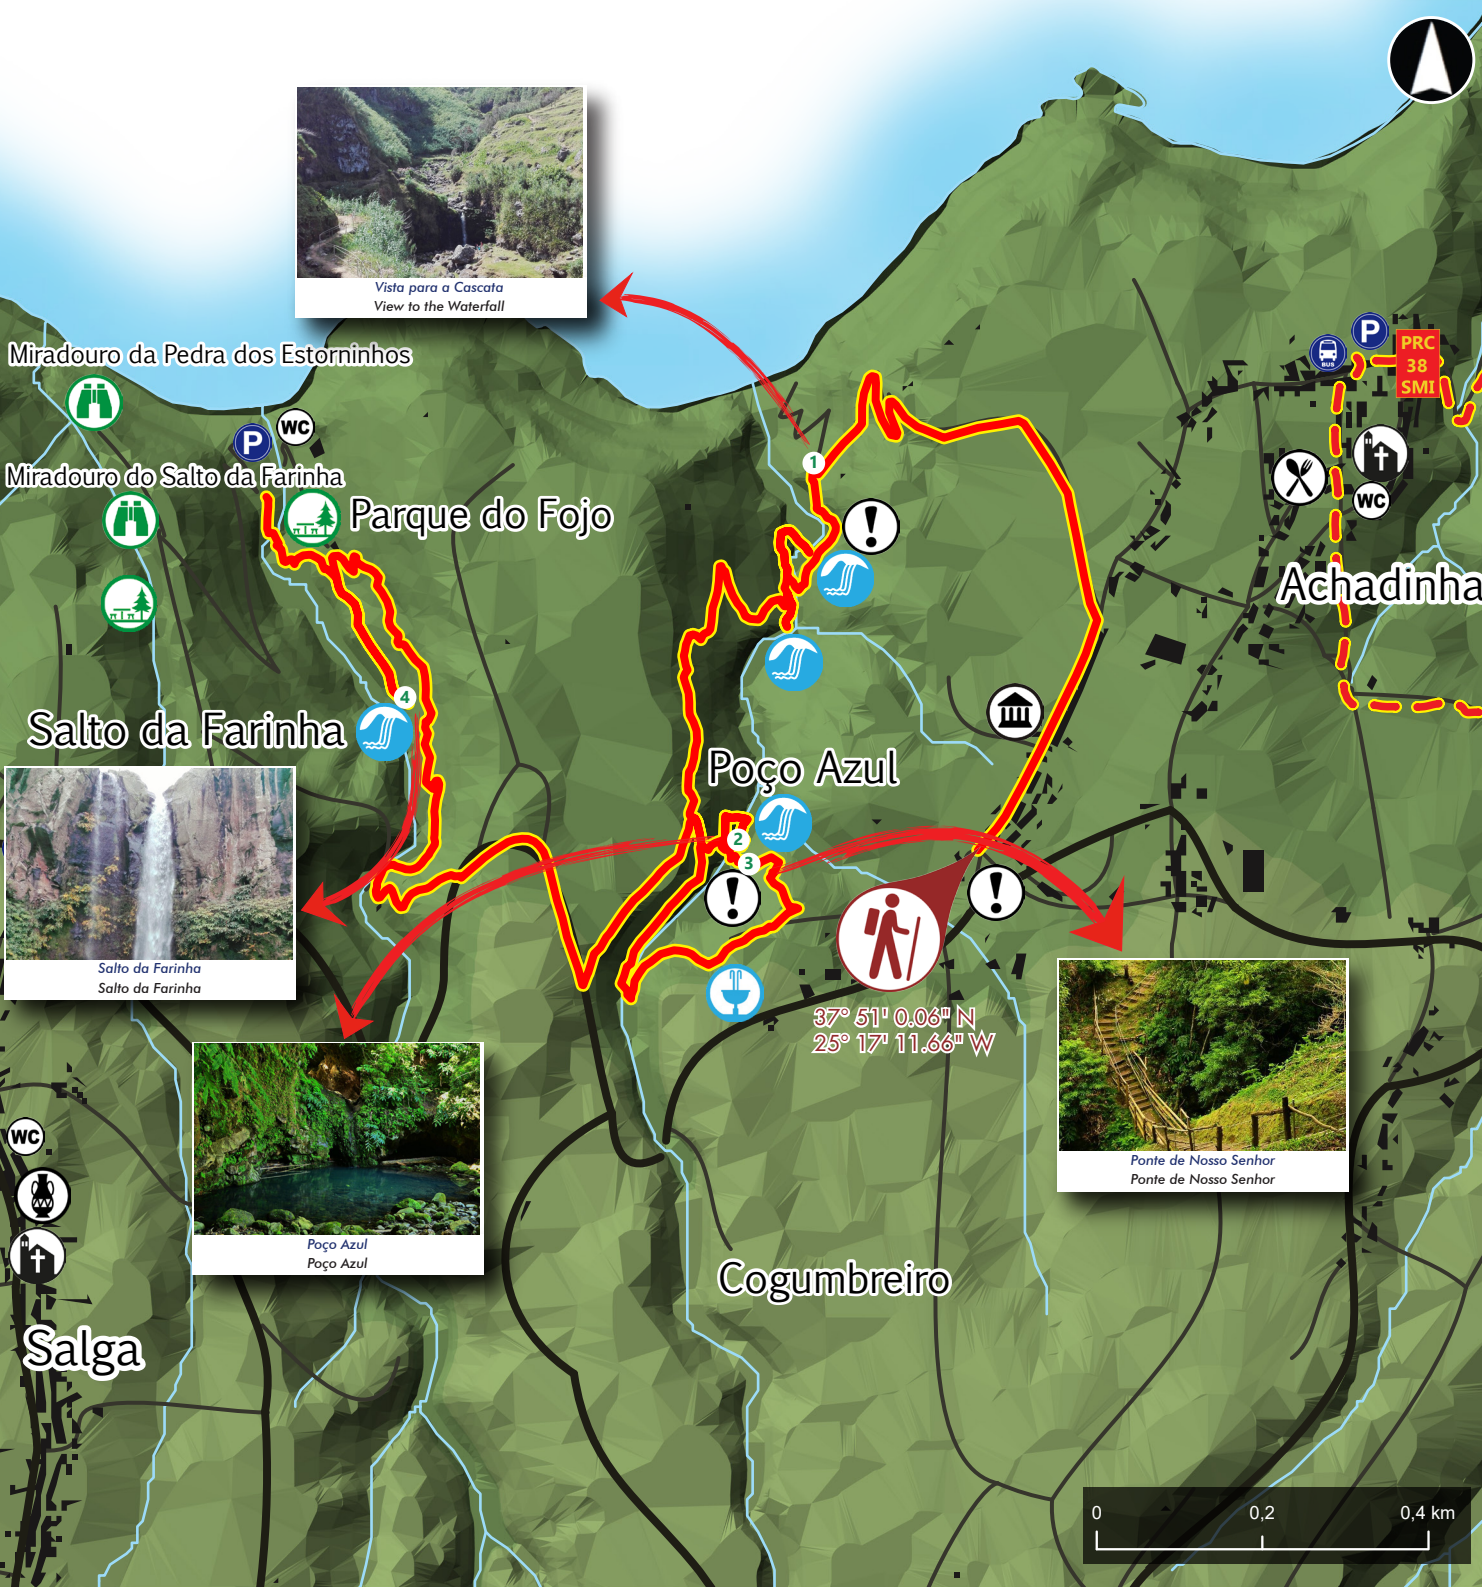 Vista para a Cascata
View to the Waterfall
Miradouro da Pedra dos Estorninhos
P
WC
Miradouro do Salto da Farinha
Parque do Fojo
P
BUS
PRC
38
SMI
WC
Achadinha
1
!
4
Salto da Farinha
Poço Azul
2
3
!
!
Salto da Farinha
Salto da Farinha
37° 51' 0.06" N
25° 17' 11.66" W
Ponte de Nosso Senhor
Ponte de Nosso Senhor
WC
Poço Azul
Poço Azul
Cogumbreiro
Salga
0 0,2 0,4 km